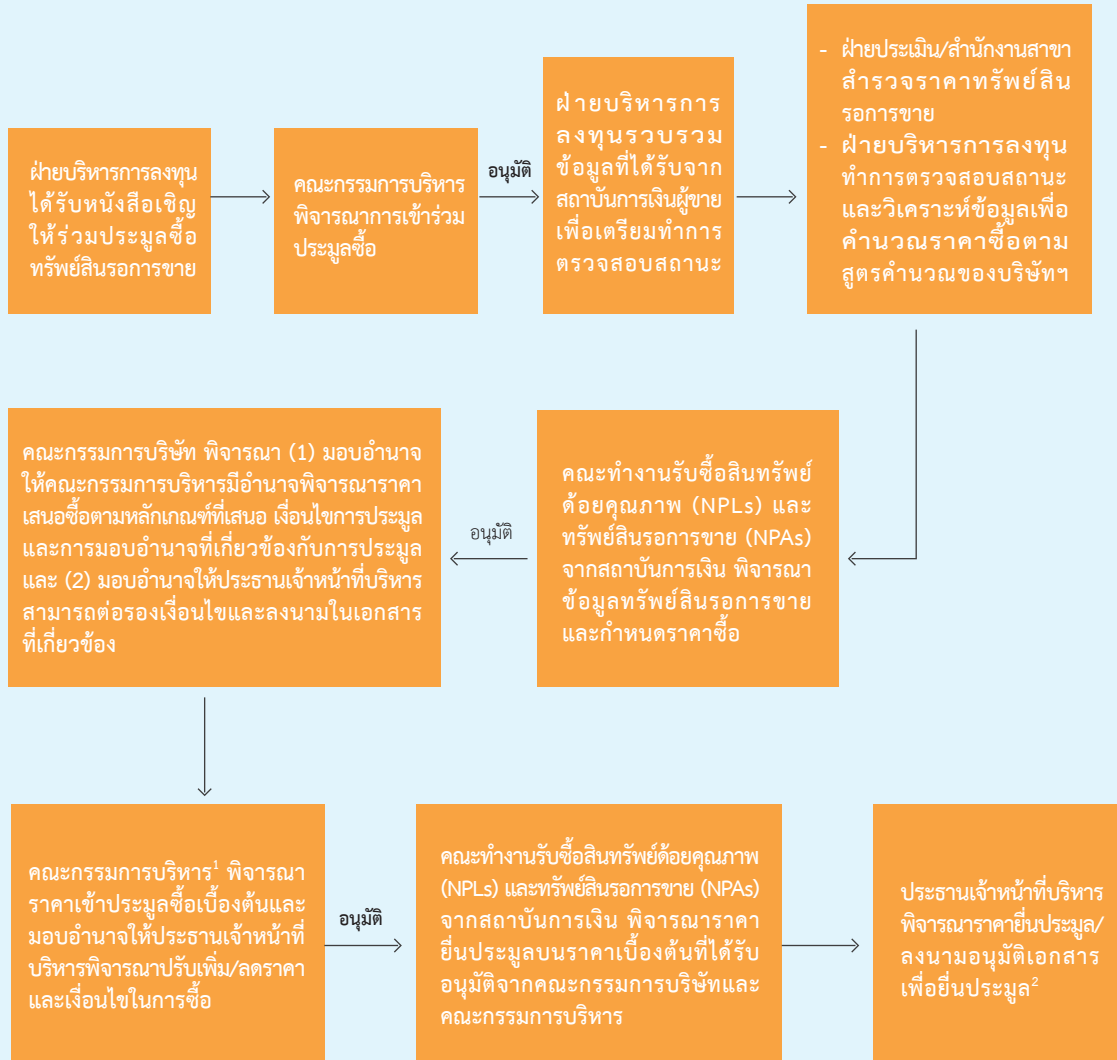 ฝ่ายบริหารการลงทุน
ได้รับหนังสือเชิญ
ให้ร่วมประมูลซื้อ
ทรัพย์สินรอการขาย
คณะกรรมการบริหาร
พิจารณาการเข้าร่วม
ประมูลซื้อ
อนุมัติ
ฝ่ายบริหารการ
ลงทุนรวบรวม
ข้อมูลที่ได้รับจาก
สถาบันการเงินผู้ขาย
เพื่อเตรียมทำการ
ตรวจสอบสถานะ
- ฝ่ายประเมิน/สำนักงานสาขา
สำรวจราคาทรัพย์สิน
รอการขาย
- ฝ่ายบริหารการลงทุน
ทำการตรวจสอบสถานะ
และวิเคราะห์ข้อมูลเพื่อ
คำนวณราคาซื้อตาม
สูตรคำนวณของบริษัทฯ
คณะทำงานรับซื้อสินทรัพย์
ด้อยคุณภาพ (NPLs) และ
ทรัพย์สินรอการขาย (NPAs)
จากสถาบันการเงิน พิจารณา
ข้อมูลทรัพย์สินรอการขาย
และกำหนดราคาซื้อ
อนุมัติ
คณะกรรมการบริษัท พิจารณา (1) มอบอำนาจ
ให้คณะกรรมการบริหารมีอำนาจพิจารณาราคา
เสนอซื้อตามหลักเกณฑ์ที่เสนอ เงื่อนไขการประมูล
และการมอบอำนาจที่เกี่ยวข้องกับการประมูล
และ (2) มอบอำนาจให้ประธานเจ้าหน้าที่บริหาร
สามารถต่อรองเงื่อนไขและลงนามในเอกสาร
ที่เกี่ยวข้อง
คณะกรรมการบริหาร¹ พิจารณา
ราคาเข้าประมูลซื้อเบื้องต้นและ
มอบอำนาจให้ประธานเจ้าหน้าที่
บริหารพิจารณาปรับเพิ่ม/ลดราคา
และเงื่อนไขในการซื้อ
อนุมัติ
คณะทำงานรับซื้อสินทรัพย์ด้อยคุณภาพ
(NPLs) และทรัพย์สินรอการขาย (NPAs)
จากสถาบันการเงิน พิจารณาราคา
ยื่นประมูลบนราคาเบื้องต้นที่ได้รับ
อนุมัติจากคณะกรรมการบริษัทและ
คณะกรรมการบริหาร
ประธานเจ้าหน้าที่บริหาร
พิจารณาราคายื่นประมูล/
ลงนามอนุมัติเอกสาร
เพื่อยื่นประมูล²